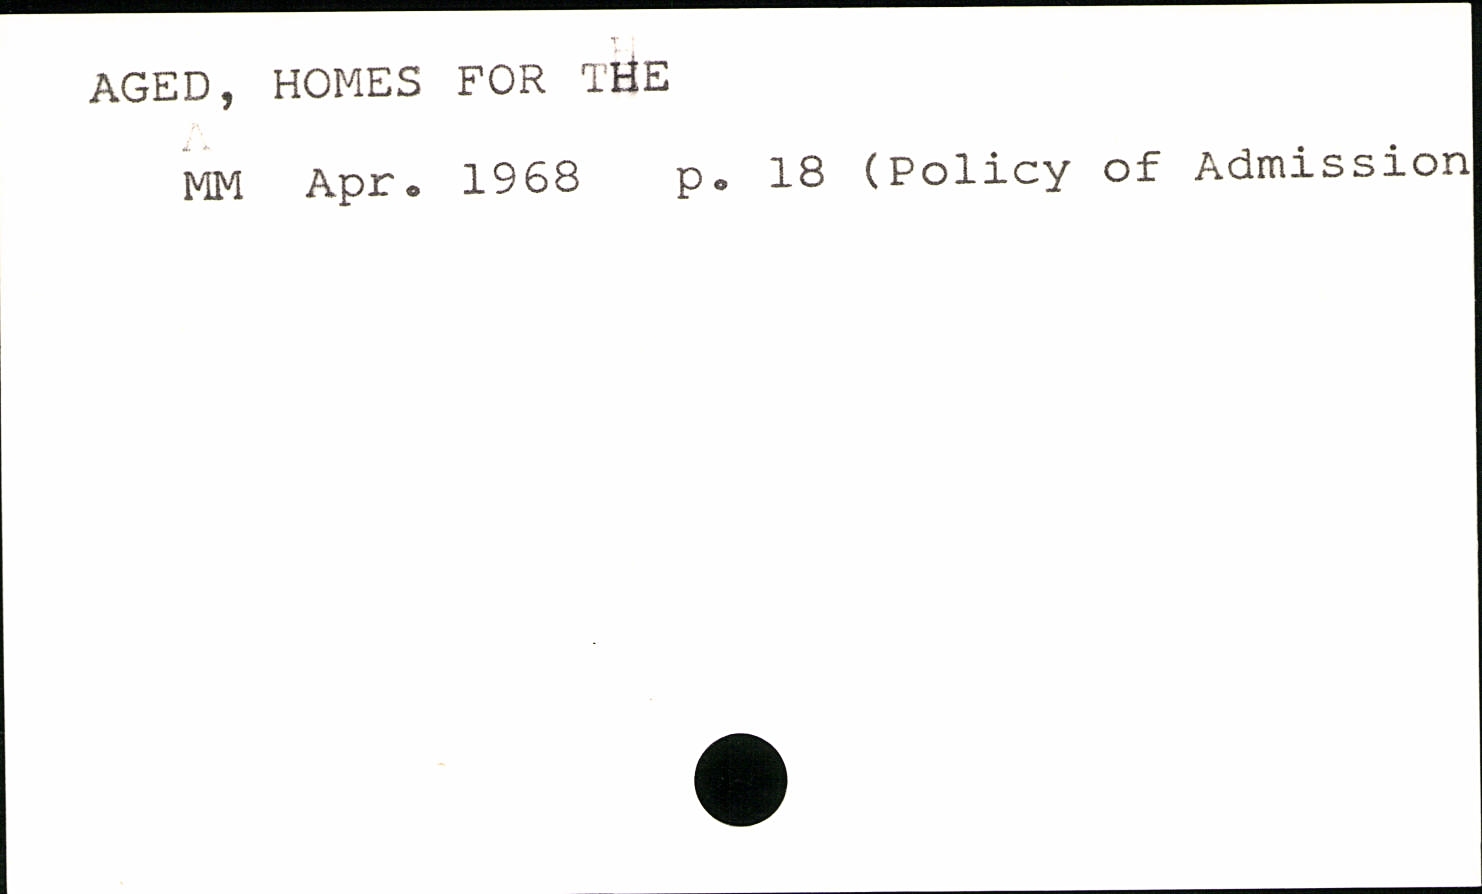 AGED, HOMES FOR THE
MM Apr. 1968 p. 18 (Policy of Admission